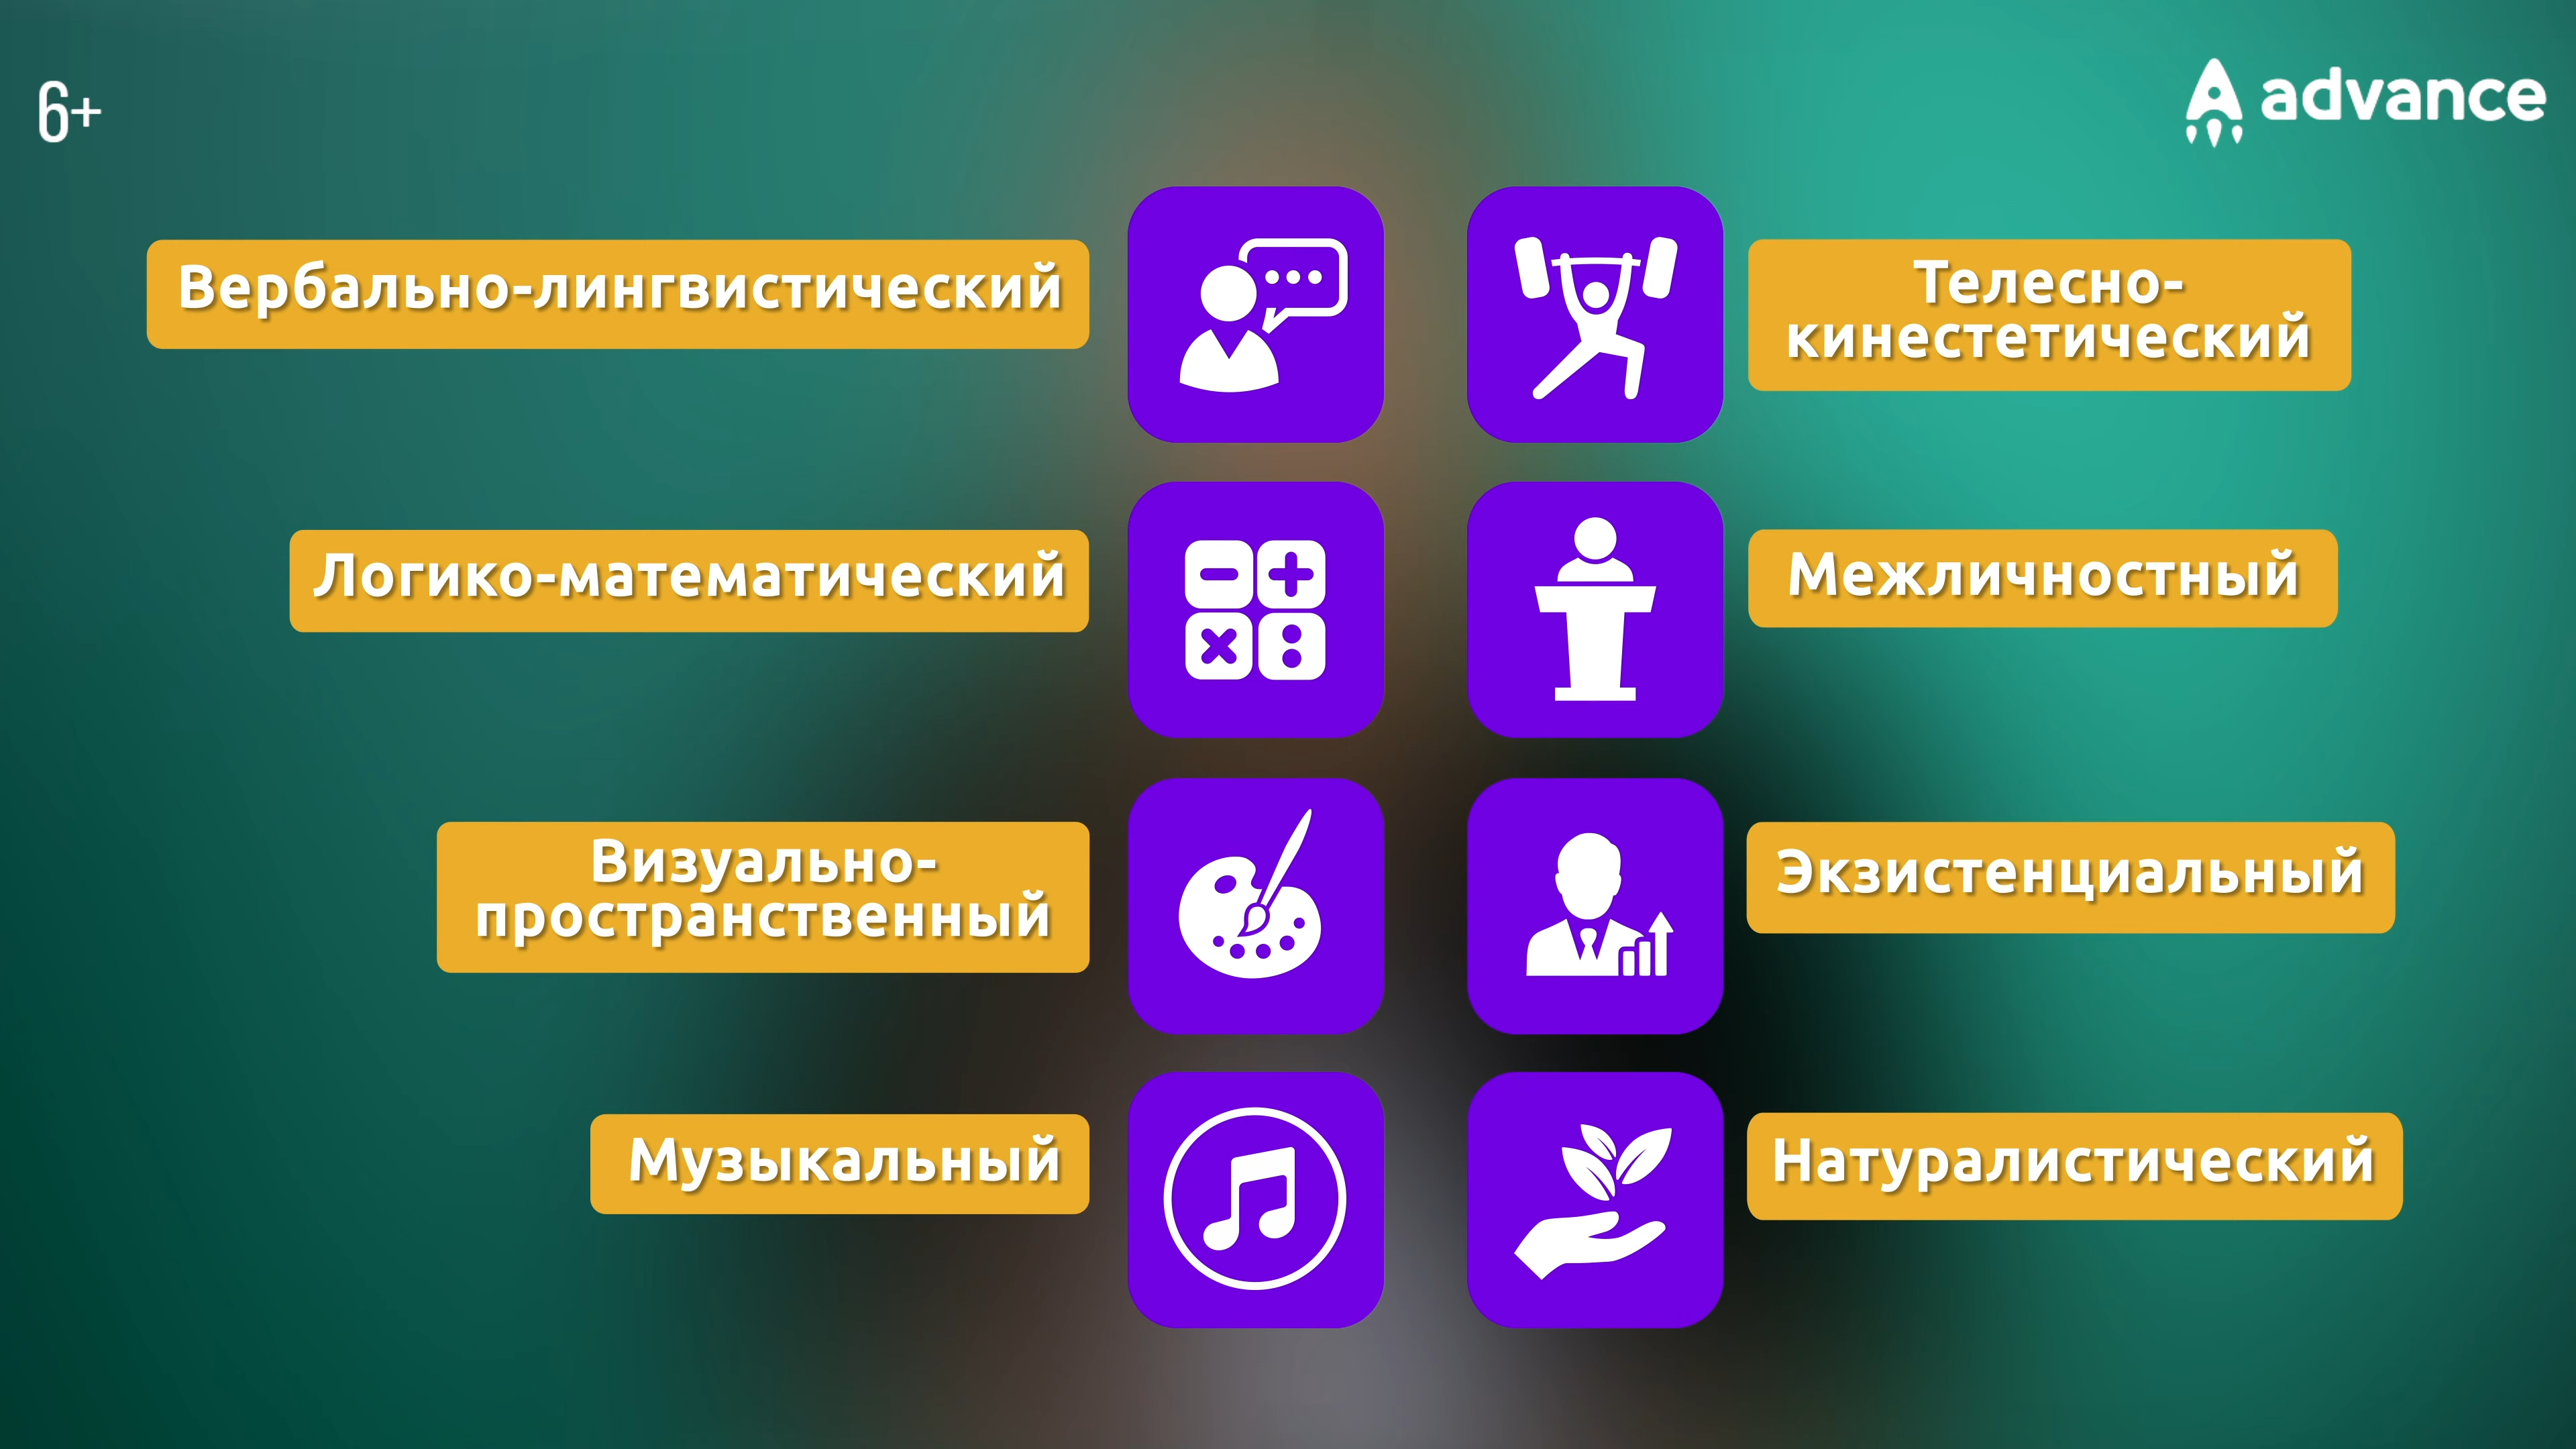 6+
advance
Вербально-лингвистический
Телесно-
кинестетический
Логико-математический
Межличностный
Визуально-
пространственный
Экзистенциальный
Музыкальный
Натуралистический